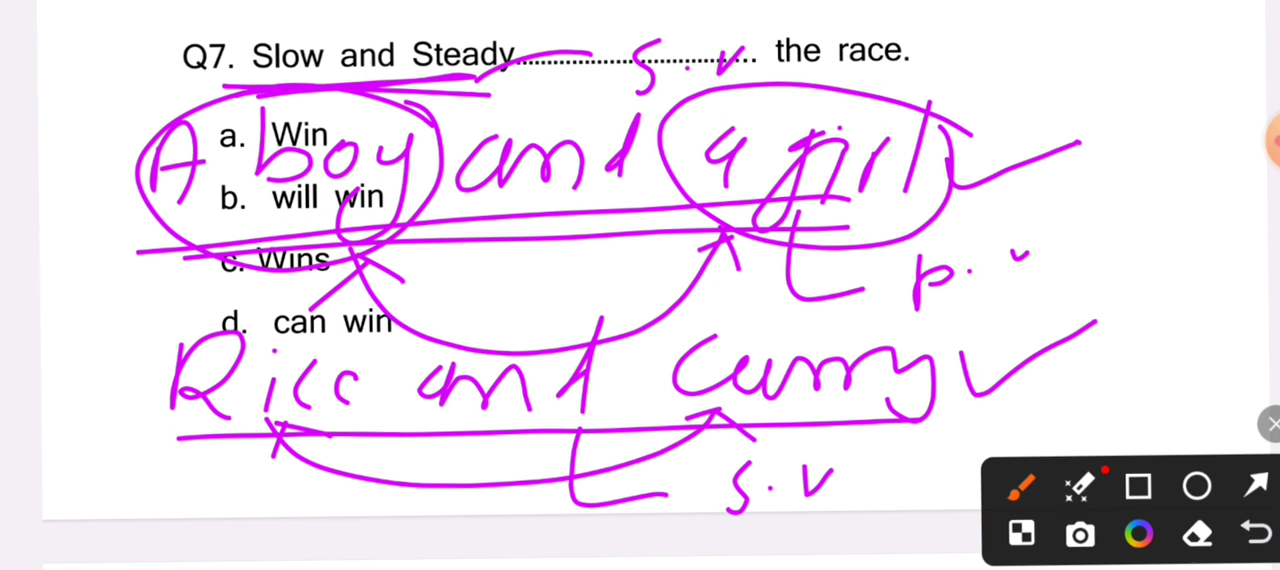 Q7. Slow and Steady................................... the race.
S.V
a. Win
A boy and a girl
b. will win
c. Wins
P.V
d. can win
Rice and Curry
S.V